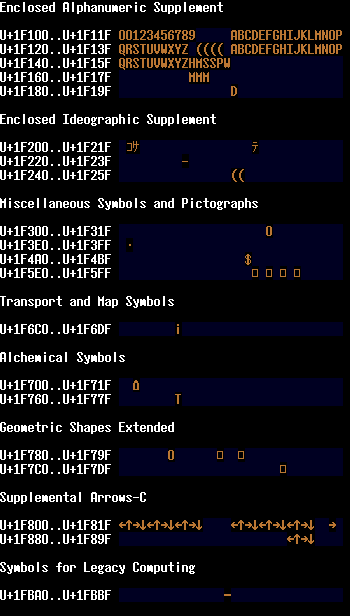 Enclosed Alphanumeric Supplement
U+1F100..U+1F11F OO123456789 ABCDEFGHIJKLMNOP
U+1F120..U+1F13F QRSTUVWXYZ (((( ABCDEFGHIJKLMNOP
U+1F140..U+1F15F QRSTUVWXYZHMSSPW
U+1F160..U+1F17F MMM
U+1F180..U+1F19F D
Enclosed Ideographic Supplement
U+1F200..U+1F21F ｺｻ ﾃ
U+1F220..U+1F23F −
U+1F240..U+1F25F ((
Miscellaneous Symbols and Pictographs
U+1F300..U+1F31F O
U+1F3E0..U+1F3FF ·
U+1F4A0..U+1F4BF $
U+1F5E0..U+1F5FF □ □ □ □
Transport and Map Symbols
U+1F6C0..U+1F6DF i
Alchemical Symbols
U+1F700..U+1F71F
U+1F760..U+1F77F T
Geometric Shapes Extended
U+1F780..U+1F79F O □ □
U+1F7C0..U+1F7DF □
Supplemental Arrows-C
U+1F800..U+1F81F ←↑→↓←↑→↓←↑→↓ ←↑→↓←↑→↓←↑→↓ →
U+1F880..U+1F89F ←↑→↓
Symbols for Legacy Computing
U+1FBA0..U+1FBBF −